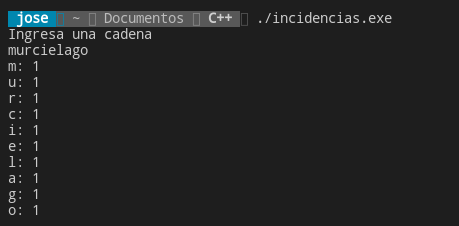 jose ~ Documentos C++ ./incidencias.exe
Ingresa una cadena
murcielago
m: 1
u: 1
r: 1
c: 1
i: 1
e: 1
l: 1
a: 1
g: 1
o: 1